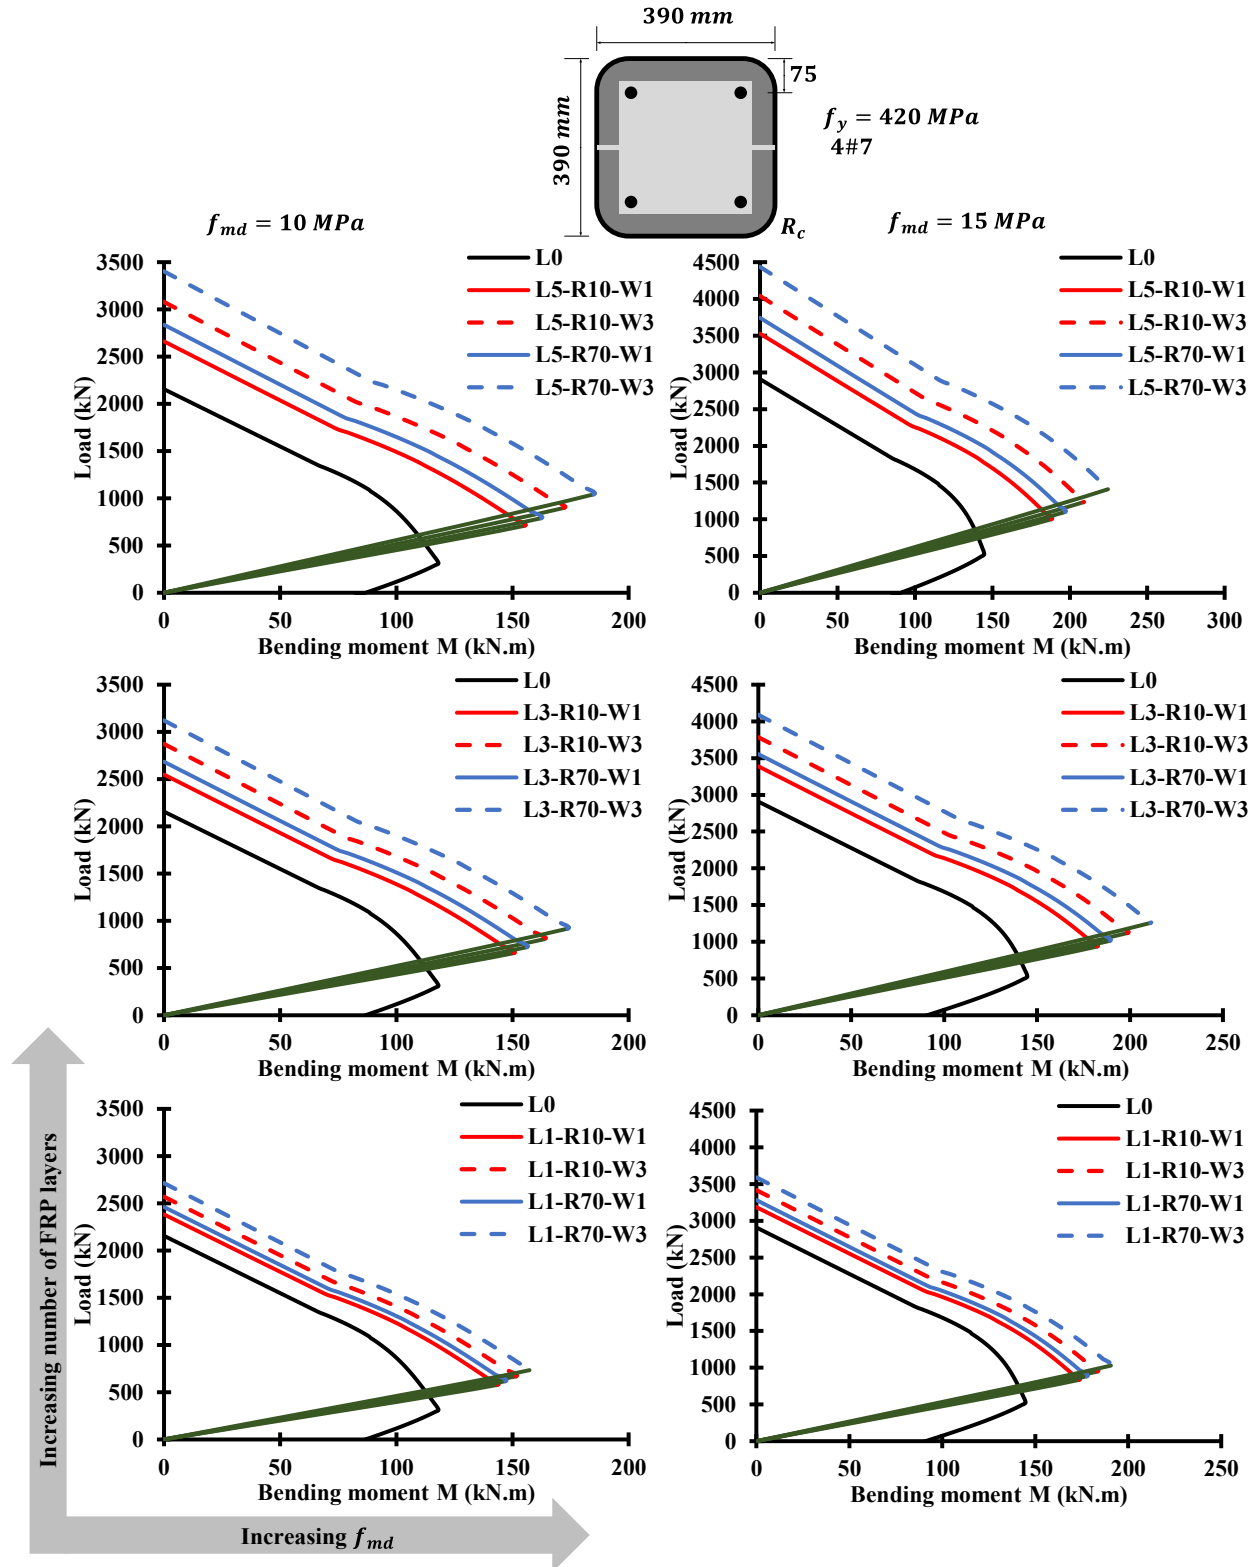 390 mm
390 mm
75
f_y = 420 MPa
4#7
R_c
f_md = 10 MPa
f_md = 15 MPa
3500
3000
2500
2000
1500
1000
500
0
Load (kN)
L0
L5-R10-W1
L5-R10-W3
L5-R70-W1
L5-R70-W3
0 50 100 150 200
Bending moment M (kN.m)
4500
4000
3500
3000
2500
2000
1500
1000
500
0
Load (kN)
L0
L5-R10-W1
L5-R10-W3
L5-R70-W1
L5-R70-W3
0 50 100 150 200 250 300
Bending moment M (kN.m)
3500
3000
2500
2000
1500
1000
500
0
Load (kN)
L0
L3-R10-W1
L3-R10-W3
L3-R70-W1
L3-R70-W3
0 50 100 150 200
Bending moment M (kN.m)
4500
4000
3500
3000
2500
2000
1500
1000
500
0
Load (kN)
L0
L3-R10-W1
L3-R10-W3
L3-R70-W1
L3-R70-W3
0 50 100 150 200 250
Bending moment M (kN.m)
3500
3000
2500
2000
1500
1000
500
0
Load (kN)
L0
L1-R10-W1
L1-R10-W3
L1-R70-W1
L1-R70-W3
0 50 100 150 200
Bending moment M (kN.m)
4500
4000
3500
3000
2500
2000
1500
1000
500
0
Load (kN)
L0
L1-R10-W1
L1-R10-W3
L1-R70-W1
L1-R70-W3
0 50 100 150 200 250
Bending moment M (kN.m)
Increasing number of FRP layers
Increasing f_md